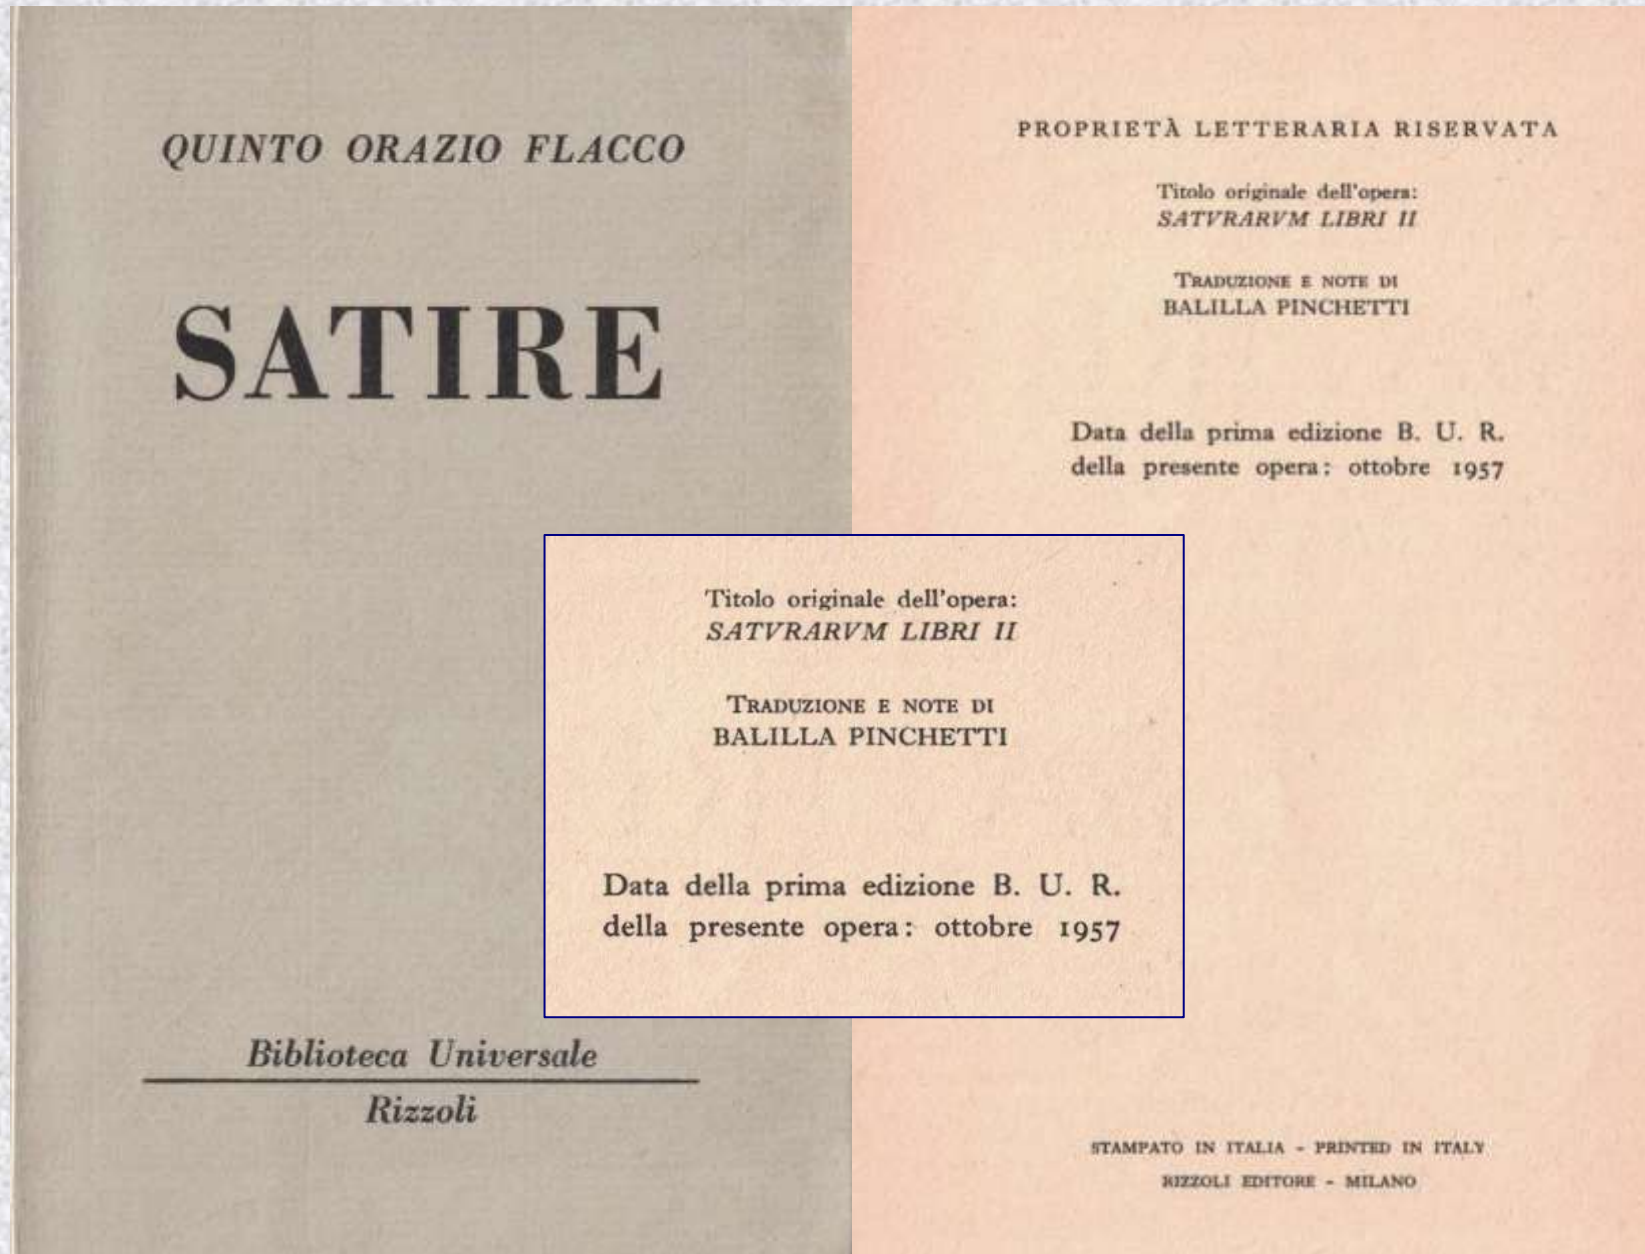 QUINTO ORAZIO FLACCO
SATIRE
Biblioteca Universale
Rizzoli
PROPRIETÀ LETTERARIA RISERVATA
Titolo originale dell'opera:
SATVRARVM LIBRI II
TRADUZIONE E NOTE DI
BALILLA PINCHETTI
Data della prima edizione B. U. R.
della presente opera: ottobre 1957
Titolo originale dell'opera:
SATVRARVM LIBRI II
TRADUZIONE E NOTE DI
BALILLA PINCHETTI
Data della prima edizione B. U. R.
della presente opera: ottobre 1957
STAMPATO IN ITALIA - PRINTED IN ITALY
RIZZOLI EDITORE - MILANO